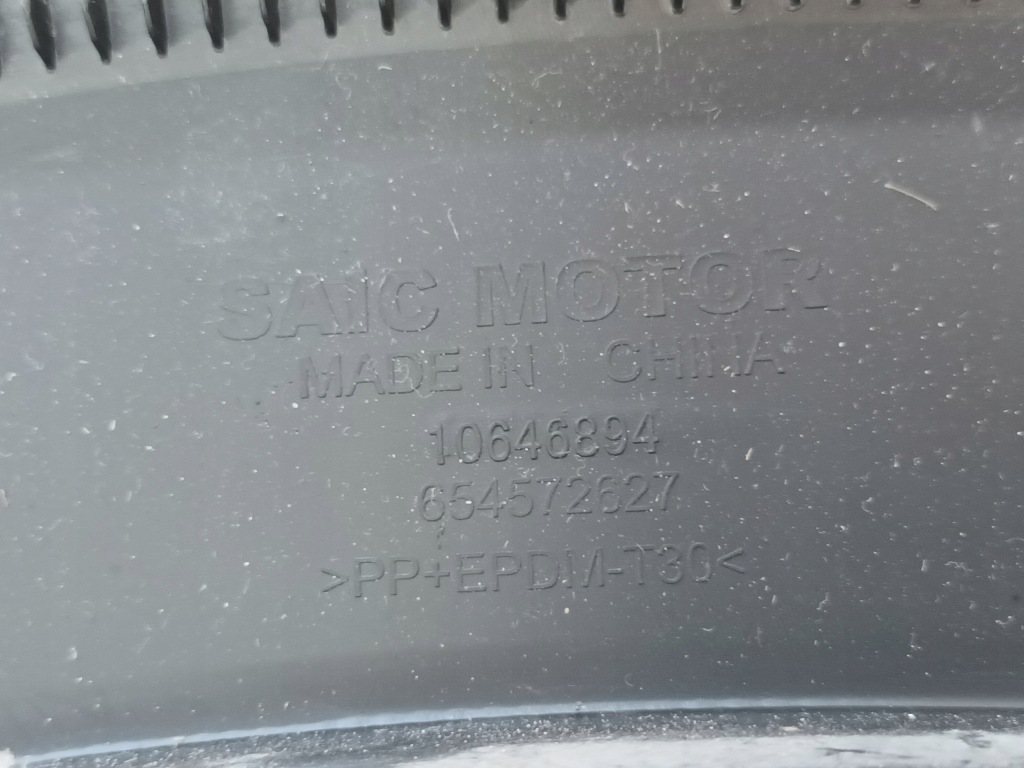 SAIC MOTOR
MADE IN CHINA
10646894
654572627
>PP+EPDM-T30<